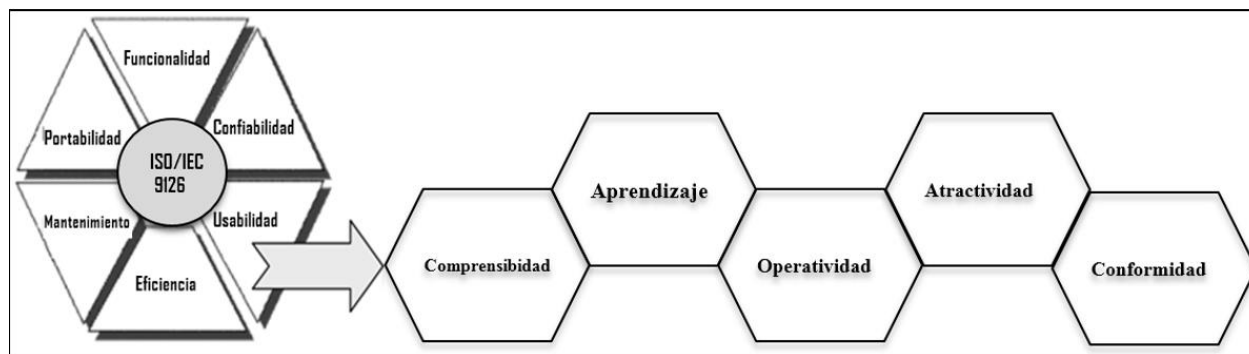 Funcionalidad
Confiabilidad
Portabilidad
ISO/IEC
9126
Mantenimiento
Usabilidad
Eficiencia
Comprensibidad
Aprendizaje
Operatividad
Atractividad
Conformidad